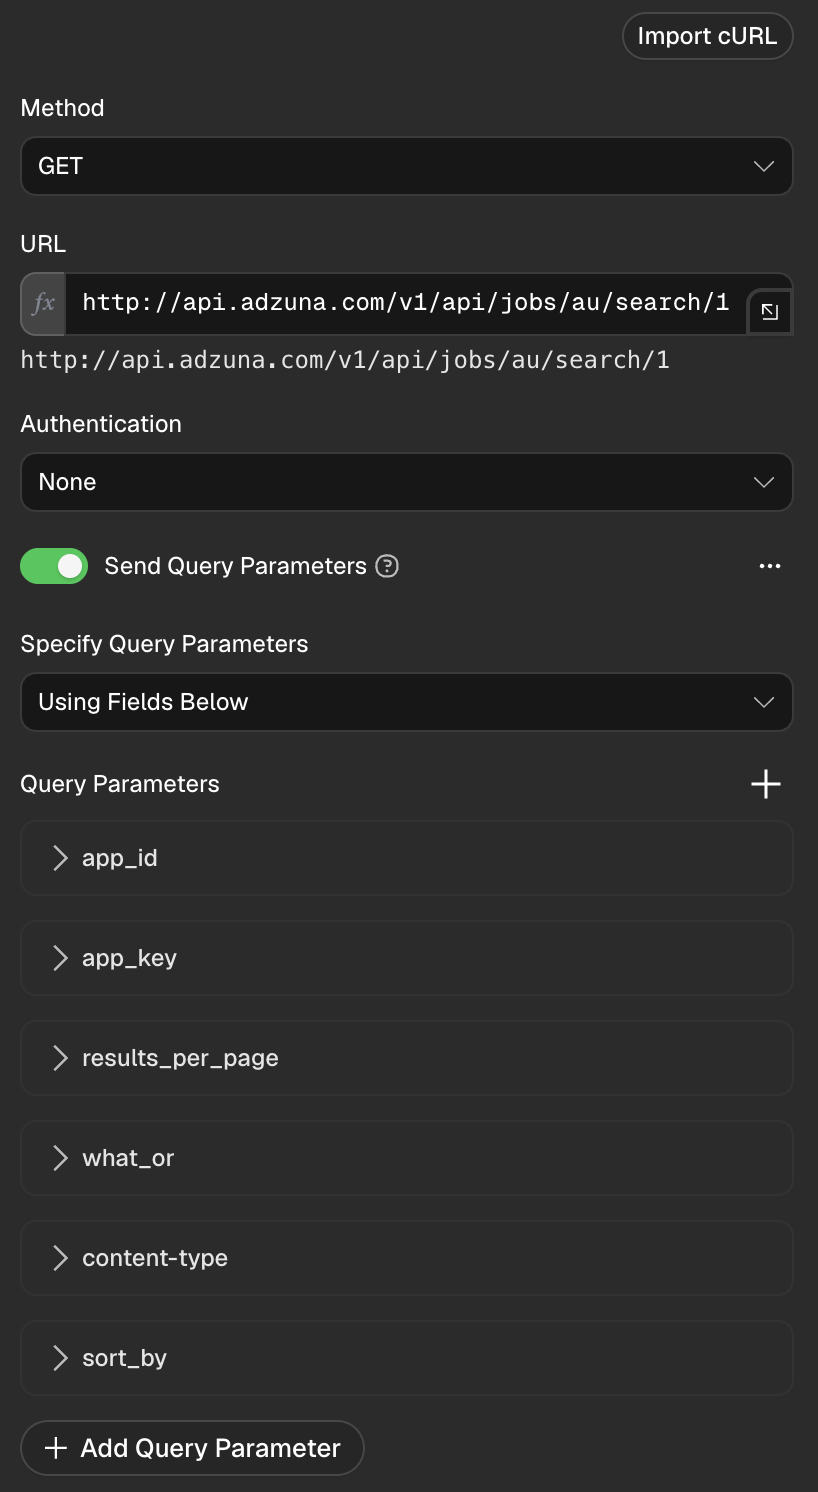 Import cURL
Method
GET
URL
fx http://api.adzuna.com/v1/api/jobs/au/search/1
http://api.adzuna.com/v1/api/jobs/au/search/1
Authentication
None
Send Query Parameters
Specify Query Parameters
Using Fields Below
Query Parameters
app_id
app_key
results_per_page
what_or
content-type
sort_by
Add Query Parameter